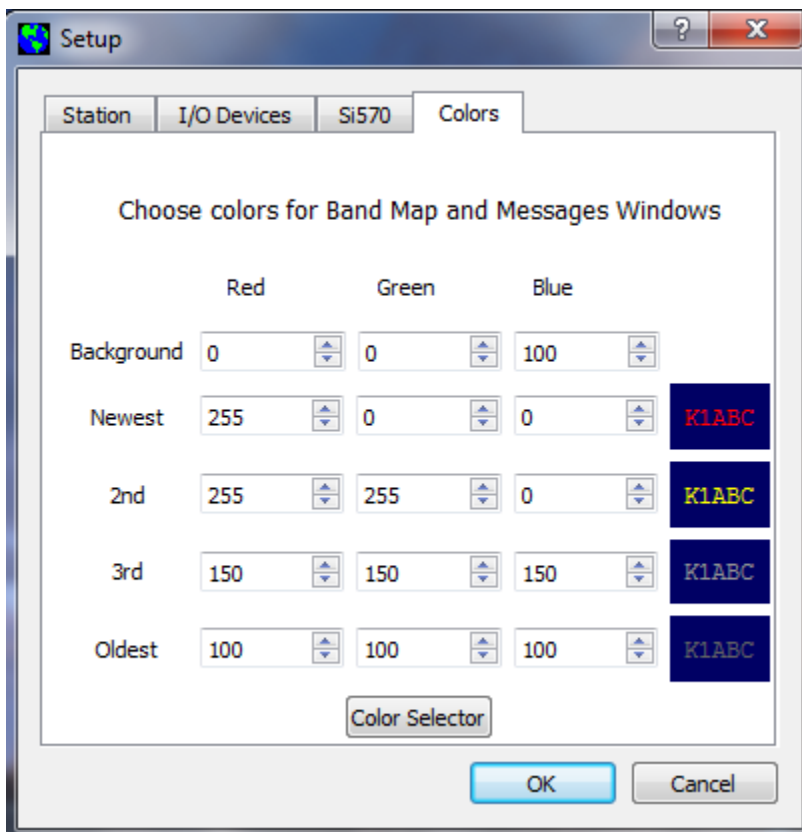 Setup
?
Station I/O Devices Si570 Colors
Choose colors for Band Map and Messages Windows
Red Green Blue
Background 0 0 100
Newest 255 0 0 K1ABC
2nd 255 255 0 K1ABC
3rd 150 150 150 K1ABC
Oldest 100 100 100 K1ABC
Color Selector
OK Cancel